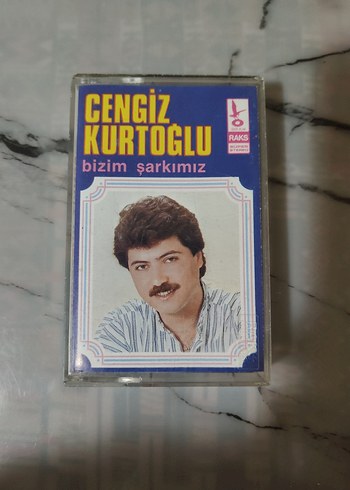 CENGİZ
KURTOĞLU
bizim şarkımız
RAKS